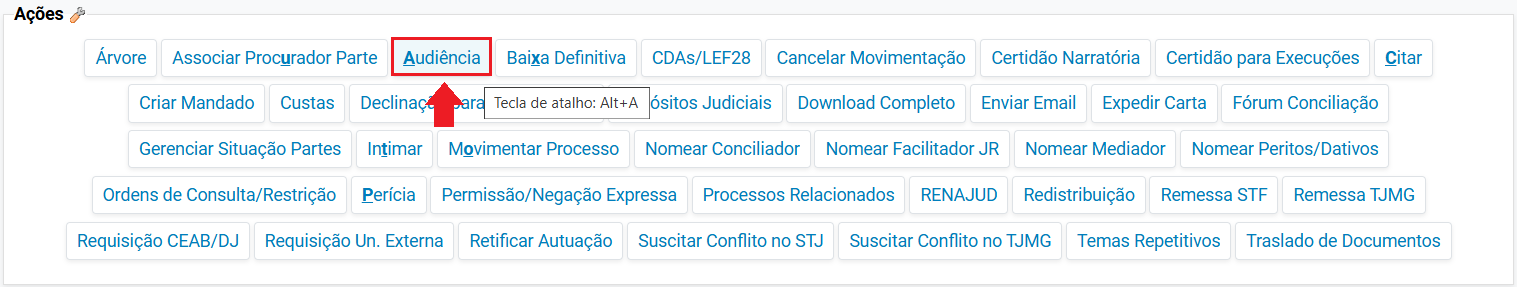 Ações
Árvore Associar Procurador Parte Audiência Baixa Definitiva CDAs/LEF28 Cancelar Movimentação Certidão Narratória Certidão para Execuções Citar
Criar Mandado Custas Declinação para Tecla de atalho: Alt+A ósitos Judiciais Download Completo Enviar Email Expedir Carta Fórum Conciliação
Gerenciar Situação Partes Intimar Movimentar Processo Nomear Conciliador Nomear Facilitador JR Nomear Mediador Nomear Peritos/Dativos
Ordens de Consulta/Restrição Perícia Permissão/Negação Expressa Processos Relacionados RENAJUD Redistribuição Remessa STF Remessa TJMG
Requisição CEAB/DJ Requisição Un. Externa Retificar Autuação Suscitar Conflito no STJ Suscitar Conflito no TJMG Temas Repetitivos Traslado de Documentos